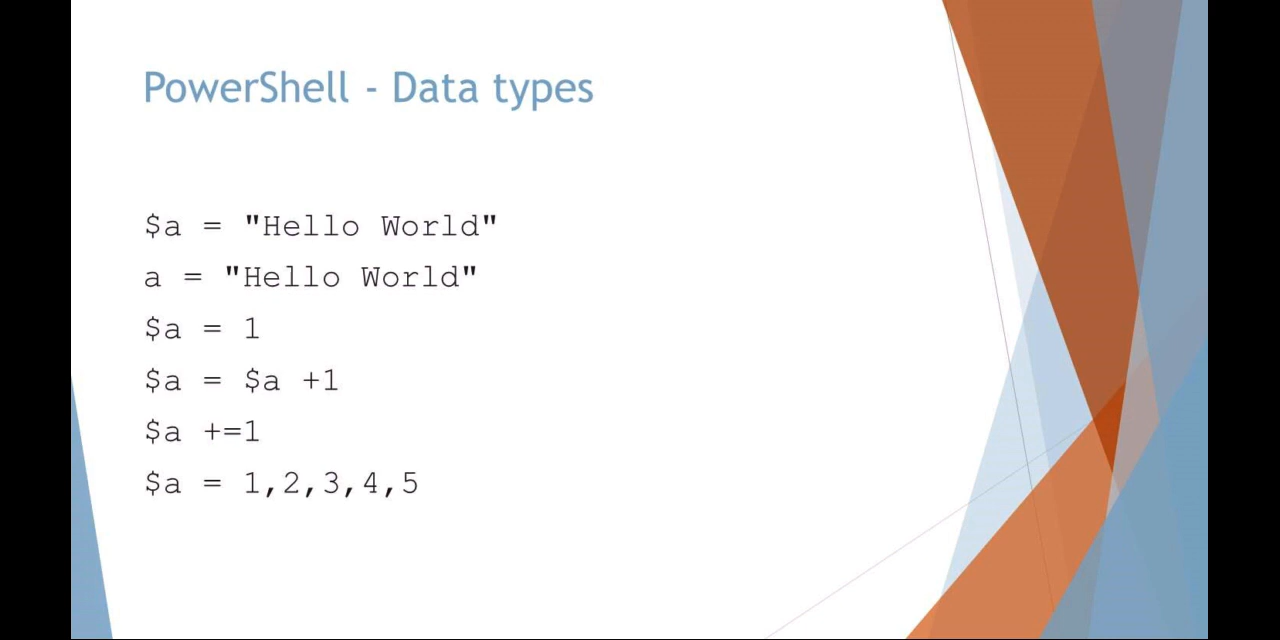 PowerShell - Data types
$a = "Hello World"
a = "Hello World"
$a = 1
$a = $a +1
$a +=1
$a = 1,2,3,4,5